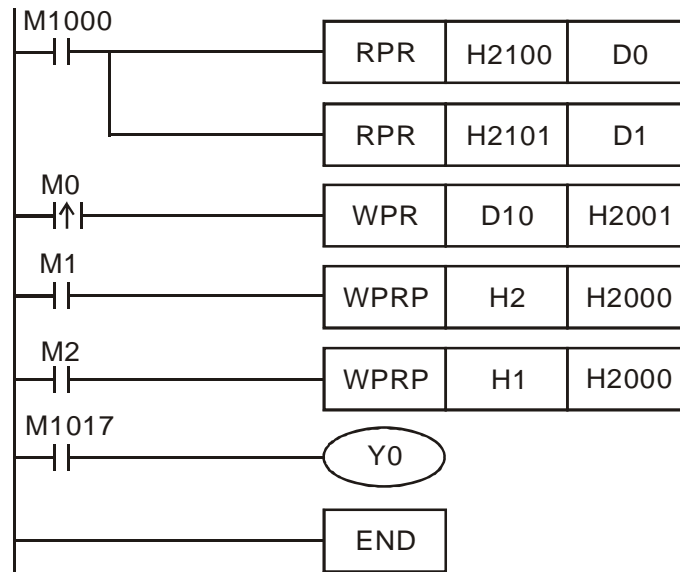 M1000
RPR H2100 D0
RPR H2101 D1
M0
WPR D10 H2001
M1
WPRP H2 H2000
M2
WPRP H1 H2000
M1017
Y0
END